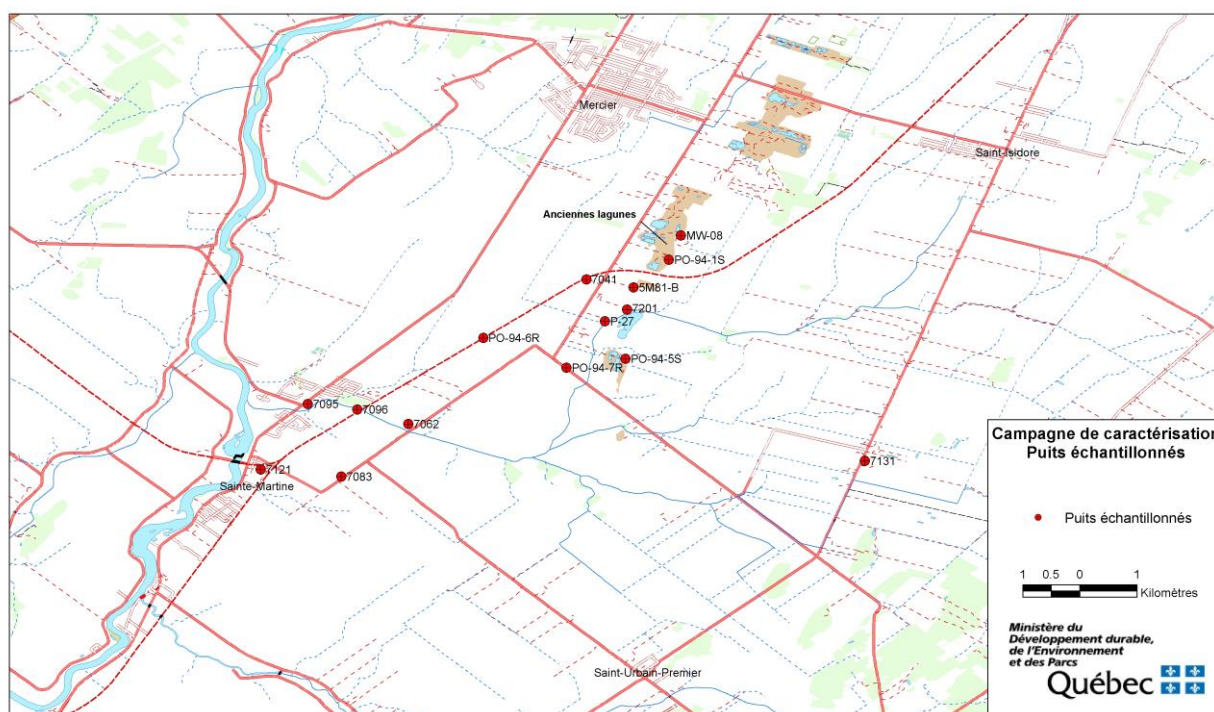 Mercier
Saint-Isidore
Anciennes lagunes
MW-08
PO-94-1S
7041
5M81-B
7201
P-27
PO-94-6R
PO-94-5S
PO-94-7R
7095
7096
7062
7131
7121
7083
Sainte-Martine
Saint-Urbain-Premier
Campagne de caractérisation
Puits échantillonnés
Puits échantillonnés
1 0.5 0 1
Kilomètres
Ministère du
Développement durable,
de l'Environnement
et des Parcs
Québec